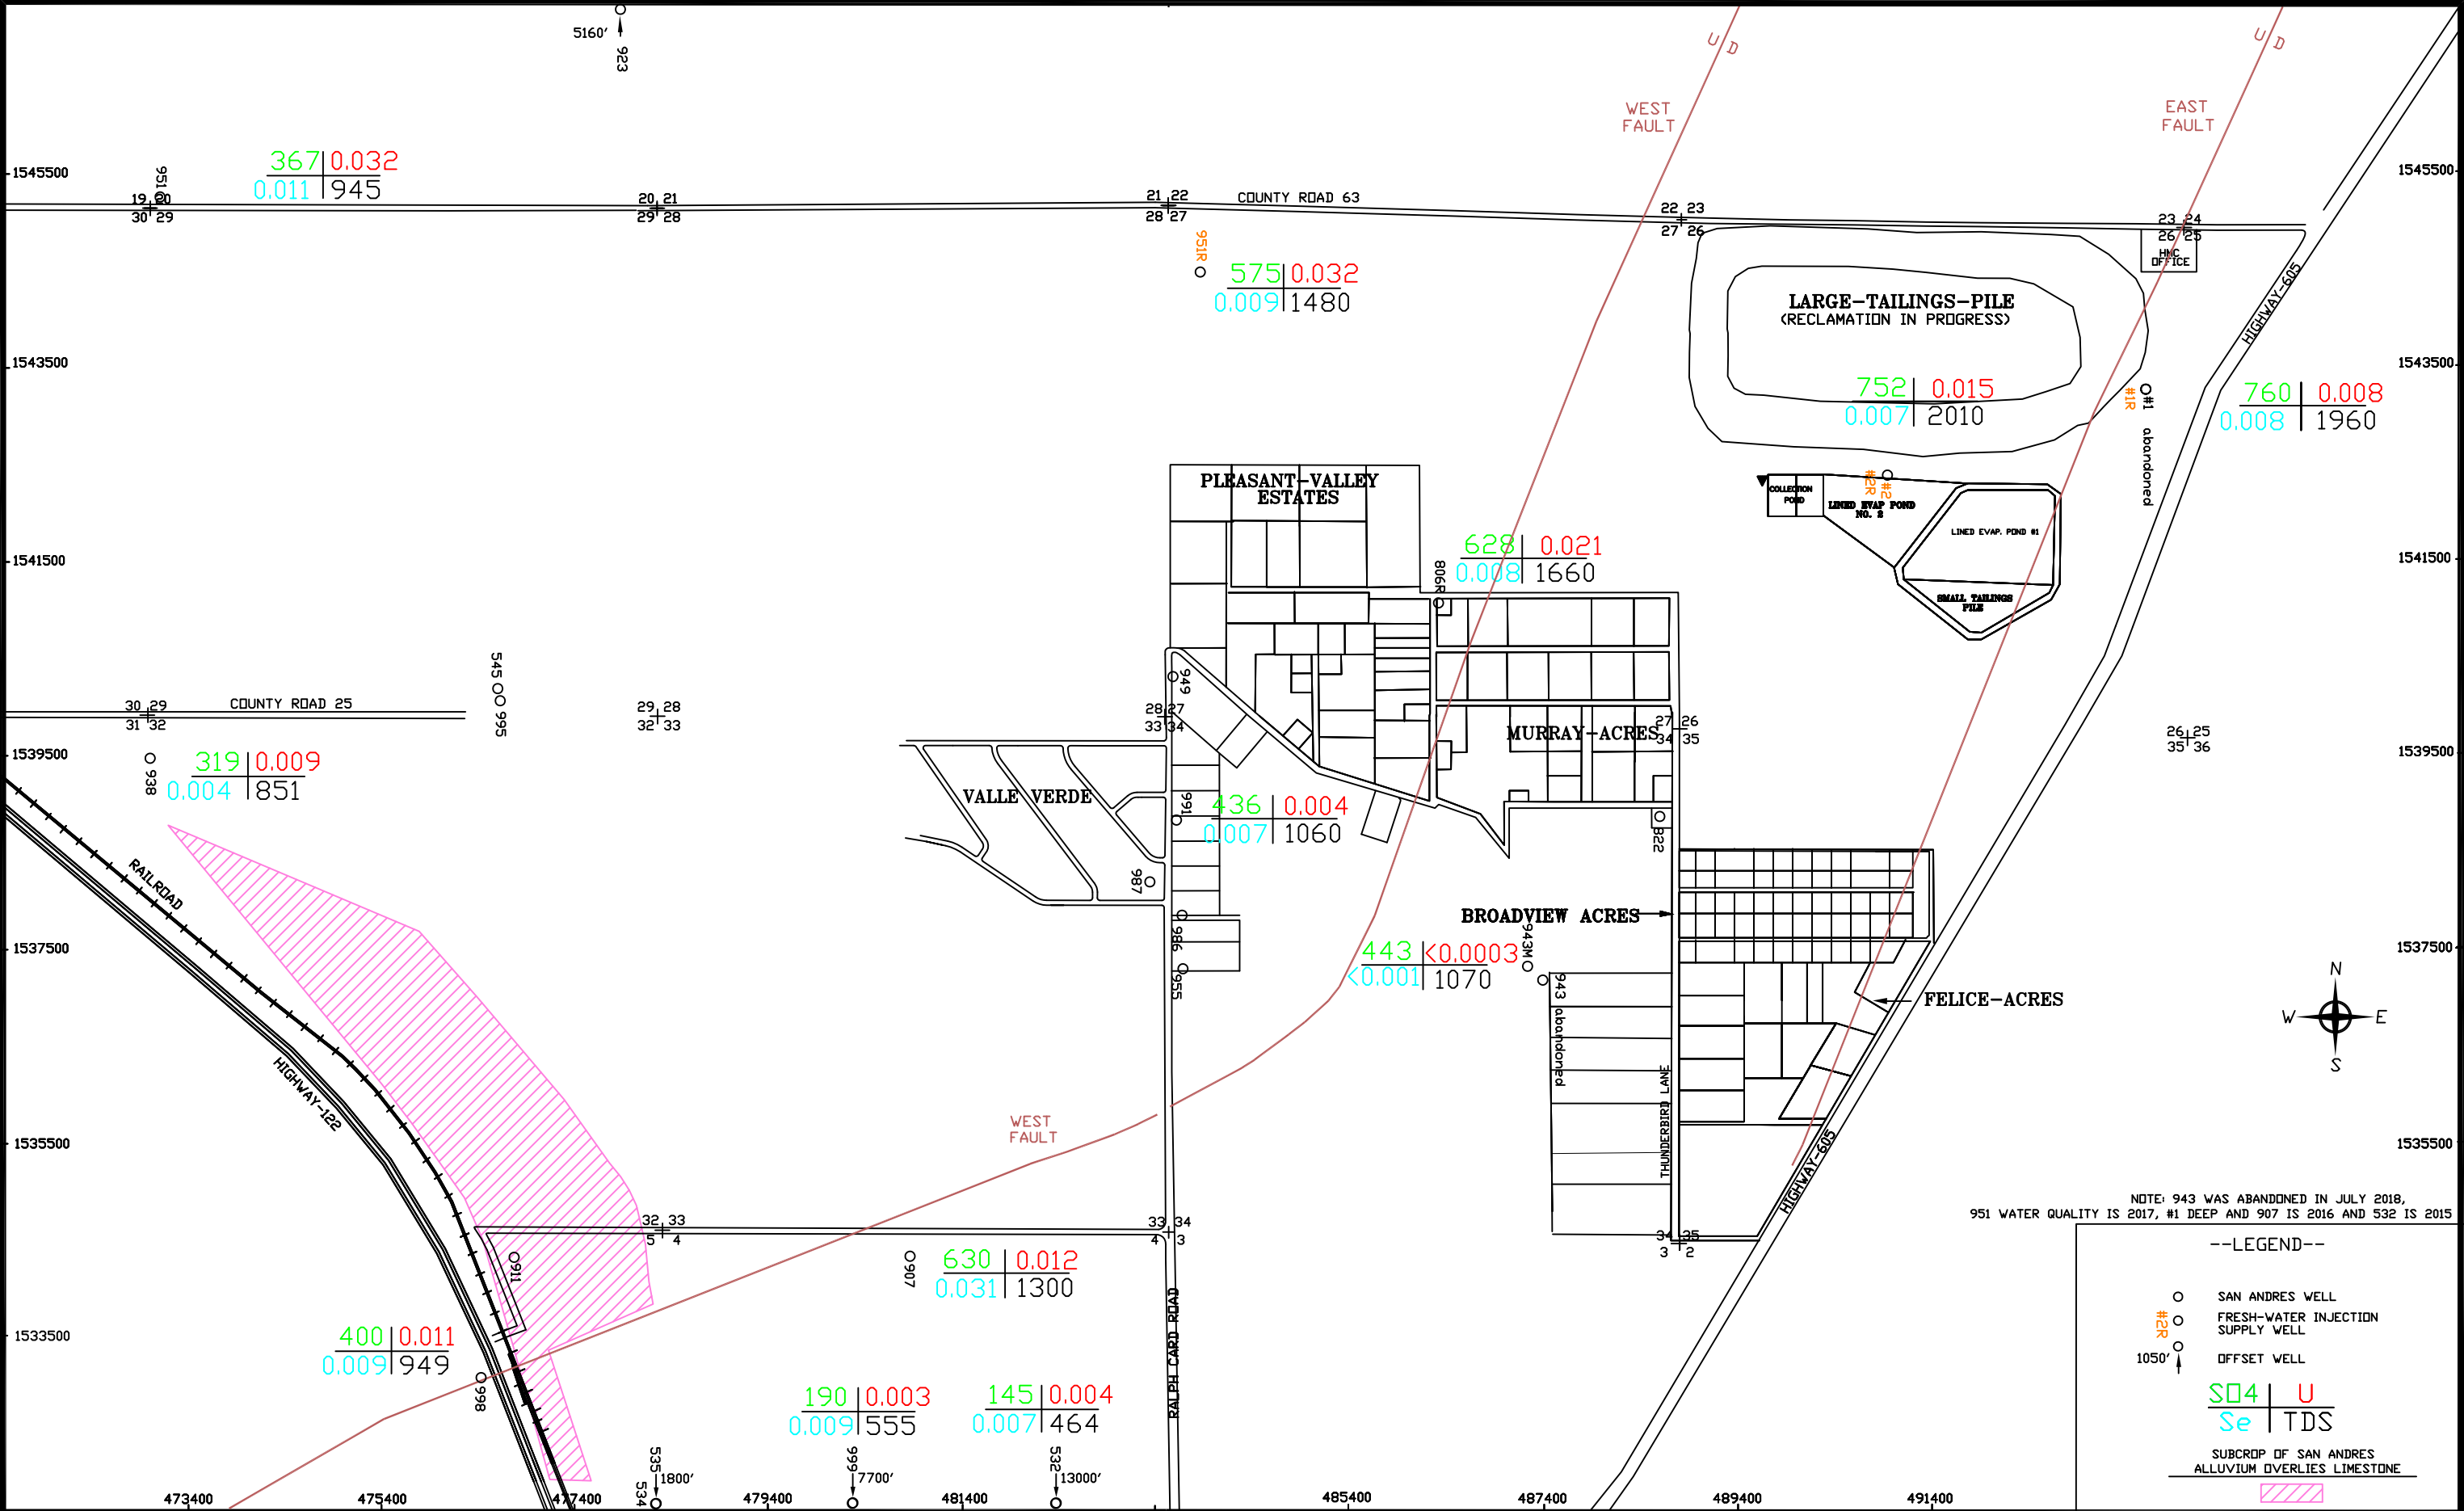 5160'
923
U D
U D
WEST
FAULT
EAST
FAULT
367 0.032
0.011 945
951
1545500
1545500
19 20
30 29
20 21
29 28
21 22
28 27
COUNTY ROAD 63
22 23
27 26
23 24
26 25
HMC
OFFICE
951R
575 0.032
0.009 1480
HIGHWAY-605
LARGE-TAILINGS-PILE
(RECLAMATION IN PROGRESS)
1543500
1543500
752 0.015
0.007 2010
#1R
#1 abandoned
760 0.008
0.008 1960
PLEASANT-VALLEY
ESTATES
COLLECTION
POND
#2R
#2
LINED EVAP POND
NO. 2
LINED EVAP. POND #1
SMALL TAILINGS
PILE
628 0.021
0.008 1660
806R
1541500
1541500
545
995
949
30 29
31 32
COUNTY ROAD 25
29 28
32 33
28 27
33 34
MURRAY-ACRES
27 26
34 35
26 25
35 36
1539500
1539500
938
319 0.009
0.004 851
VALLE VERDE
991
436 0.004
0.007 1060
822
987
RAILROAD
BROADVIEW ACRES
986
955
443 <0.0003
<0.001 1070
943M
943 abandoned
1537500
1537500
FELICE-ACRES
N
W E
S
HIGHWAY-122
THUNDERBIRD LANE
WEST
FAULT
1535500
1535500
HIGHWAY-605
NOTE: 943 WAS ABANDONED IN JULY 2018,
951 WATER QUALITY IS 2017, #1 DEEP AND 907 IS 2016 AND 532 IS 2015
32 33
5 4
33 34
4 3
34 35
3 2
911
907
630 0.012
0.031 1300
RALPH CARD ROAD
1533500
400 0.011
0.009 949
998
190 0.003
0.009 555
145 0.004
0.007 464
535
534
1800'
999
7700'
532
13000'
--LEGEND--
SAN ANDRES WELL
#2R
FRESH-WATER INJECTION
SUPPLY WELL
1050'
OFFSET WELL
SO4 U
Se TDS
SUBCROP OF SAN ANDRES
ALLUVIUM OVERLIES LIMESTONE
473400
475400
477400
479400
481400
485400
487400
489400
491400